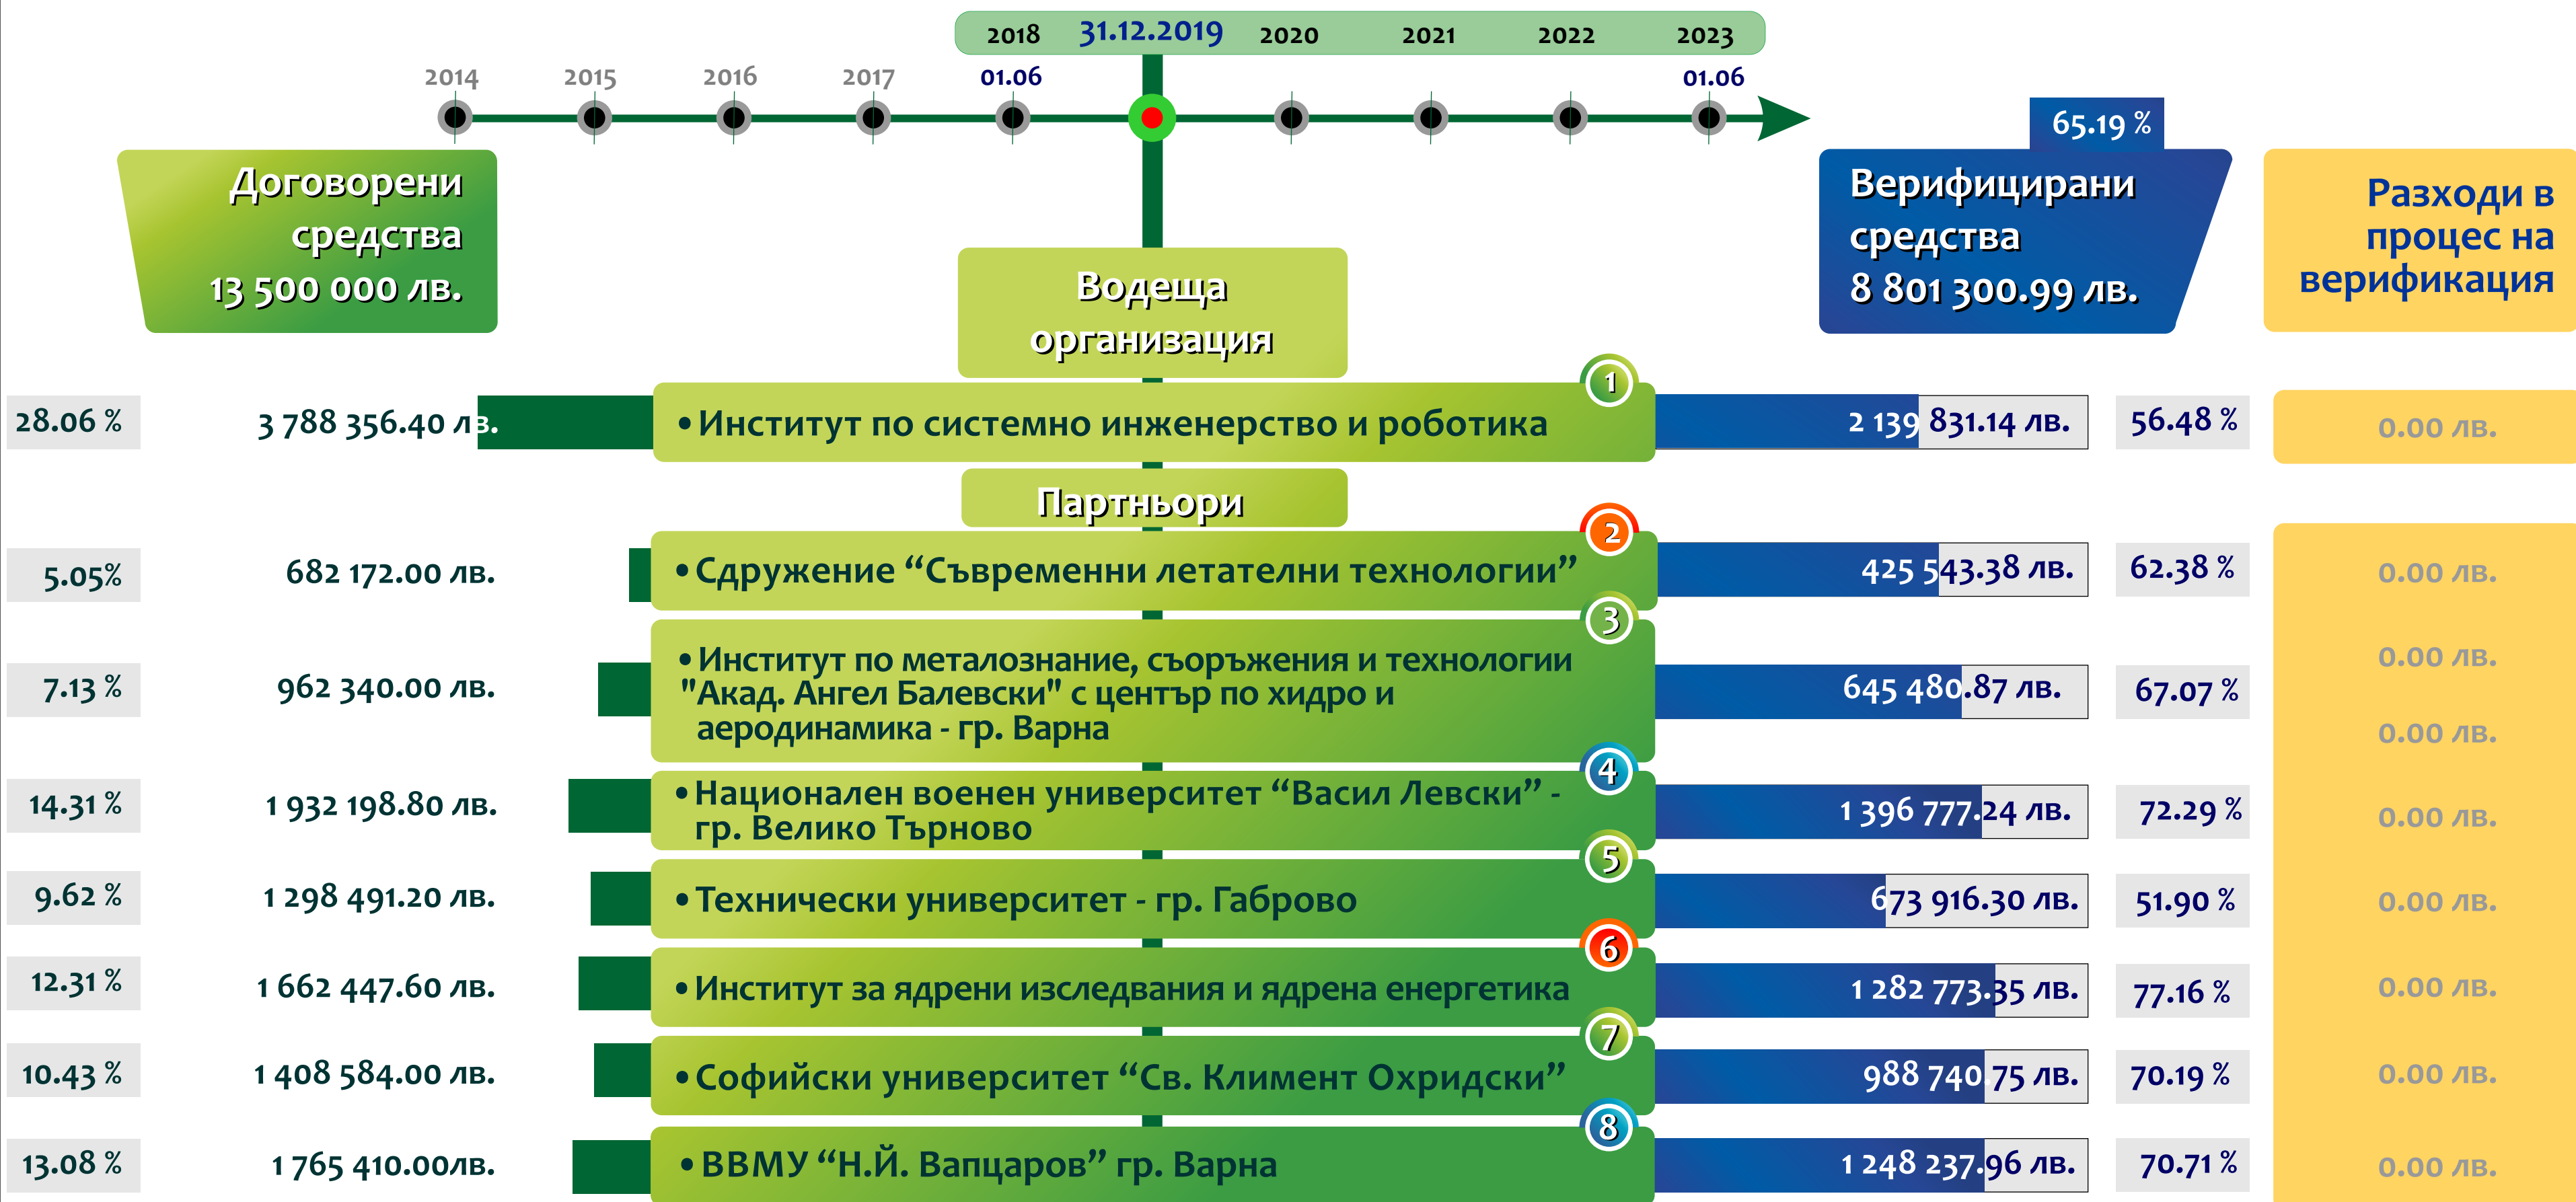 2018 31.12.2019 2020 2021 2022 2023
2014 2015 2016 2017 01.06 01.06
65.19 %
Договорени
средства
13 500 000 лв.
Верифицирани
средства
8 801 300.99 лв.
Разходи в
процес на
верификация
Водеща
организация
1
28.06 % 3 788 356.40 лв. •Институт по системно инженерство и роботика 2 139 831.14 лв. 56.48 % 0.00 лв.
Партньори
2
5.05% 682 172.00 лв. •Сдружение “Съвременни летателни технологии” 425 543.38 лв. 62.38 % 0.00 лв.
3
•Институт по металознание, съоръжения и технологии 0.00 лв.
7.13 % 962 340.00 лв. "Акад. Ангел Балевски" с център по хидро и 645 480.87 лв. 67.07 %
аеродинамика - гр. Варна 0.00 лв.
4
14.31 % 1 932 198.80 лв. •Национален военен университет “Васил Левски” - 1 396 777.24 лв. 72.29 % 0.00 лв.
гр. Велико Търново
5
9.62 % 1 298 491.20 лв. •Технически университет - гр. Габрово 673 916.30 лв. 51.90 % 0.00 лв.
6
12.31 % 1 662 447.60 лв. •Институт за ядрени изследвания и ядрена енергетика 1 282 773.35 лв. 77.16 % 0.00 лв.
7
10.43 % 1 408 584.00 лв. •Софийски университет “Св. Климент Охридски” 988 740.75 лв. 70.19 % 0.00 лв.
8
13.08 % 1 765 410.00лв. •ВВМУ “Н.Й. Вапцаров” гр. Варна 1 248 237.96 лв. 70.71 % 0.00 лв.